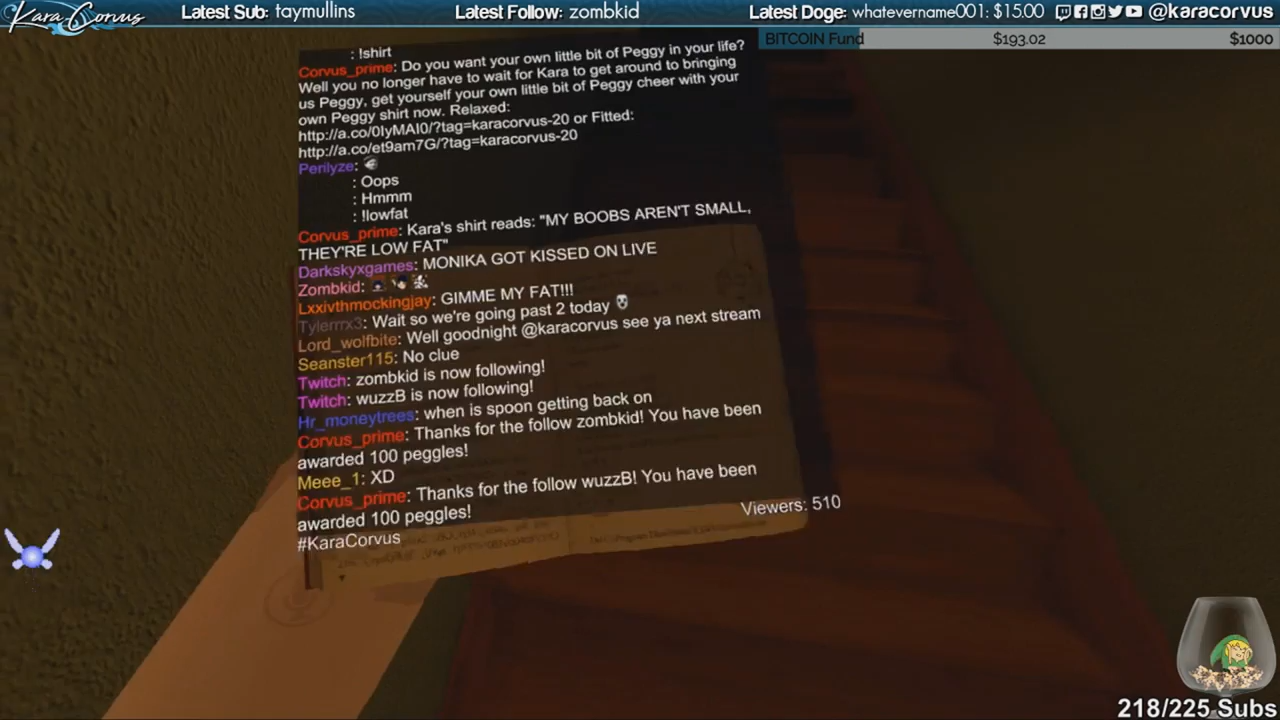 Kara Corvus
Latest Sub: taymullins
Latest Follow: zombkid
Latest Doge: whatevername001: $15.00
@karacorvus
BITCOIN Fund $193.02 $1000
: !shirt
Corvus_prime: Do you want your own little bit of Peggy in your life?
Well you no longer have to wait for Kara to get around to bringing
us Peggy, get yourself your own little bit of Peggy cheer with your
own Peggy shirt now. Relaxed:
http://a.co/0IyMAI0/?tag=karacorvus-20 or Fitted:
http://a.co/et9am7G/?tag=karacorvus-20
Perilyze:
: Oops
: Hmmm
: !lowfat
Corvus_prime: Kara's shirt reads: "MY BOOBS AREN'T SMALL,
THEY'RE LOW FAT"
Darkskyxgames: MONIKA GOT KISSED ON LIVE
Zombkid:
Lxxivthmockingjay: GIMME MY FAT!!!
Tylerrrx3: Wait so we're going past 2 today
Lord_wolfbite: Well goodnight @karacorvus see ya next stream
Seanster115: No clue
Twitch: zombkid is now following!
Twitch: wuzzB is now following!
Hr_moneytrees: when is spoon getting back on
Corvus_prime: Thanks for the follow zombkid! You have been
awarded 100 peggles!
Meee_1: XD
Corvus_prime: Thanks for the follow wuzzB! You have been
awarded 100 peggles!
#KaraCorvus
Viewers: 510
218/225 Subs